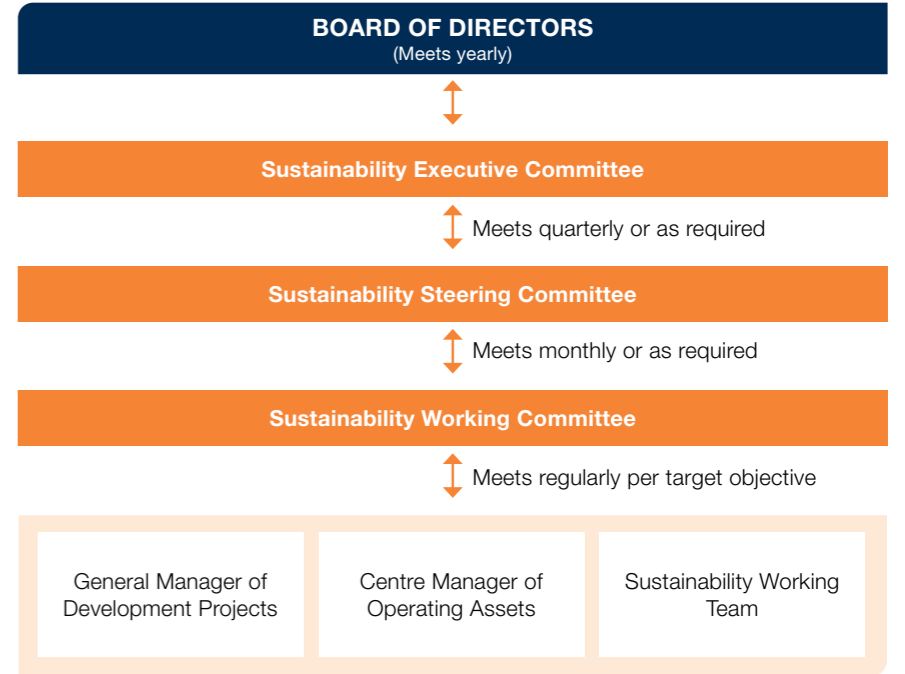 BOARD OF DIRECTORS
(Meets yearly)
Sustainability Executive Committee
Meets quarterly or as required
Sustainability Steering Committee
Meets monthly or as required
Sustainability Working Committee
Meets regularly per target objective
General Manager of
Development Projects
Centre Manager of
Operating Assets
Sustainability Working
Team